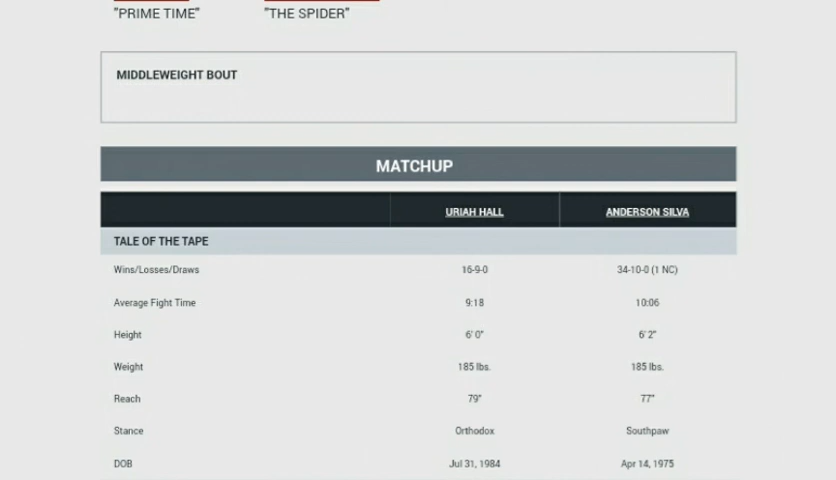 "PRIME TIME" "THE SPIDER"
MIDDLEWEIGHT BOUT
MATCHUP
URIAH HALL ANDERSON SILVA
TALE OF THE TAPE
Wins/Losses/Draws 16-9-0 34-10-0 (1 NC)
Average Fight Time 9:18 10:06
Height 6' 0" 6' 2"
Weight 185 lbs. 185 lbs.
Reach 79" 77"
Stance Orthodox Southpaw
DOB Jul 31, 1984 Apr 14, 1975